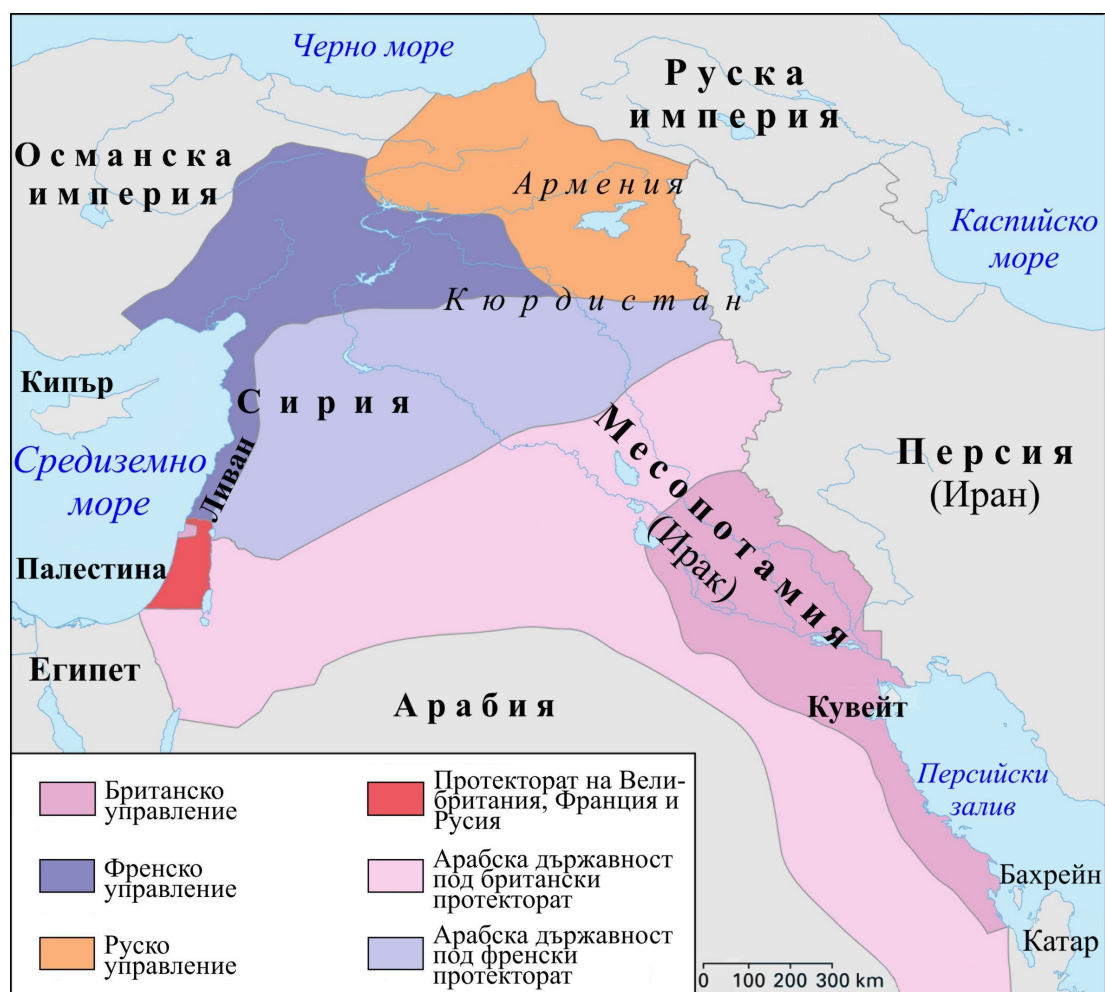 Черно море
Руска
империя
Османска
империя
Армения
Каспийско
море
Кюрдистан
Кипър
Сирия
Средиземно
море
Ливан
Месопотамия
(Ирак)
Персия
(Иран)
Палестина
Египет
Арабия
Кувейт
Персийски
залив
Бахрейн
Катар
Британско
управление
Френско
управление
Руско
управление
Протекторат на Вели-
британия, Франция и
Русия
Арабска държавност
под британски
протекторат
Арабска държавност
под френски
протекторат
0 100 200 300 km